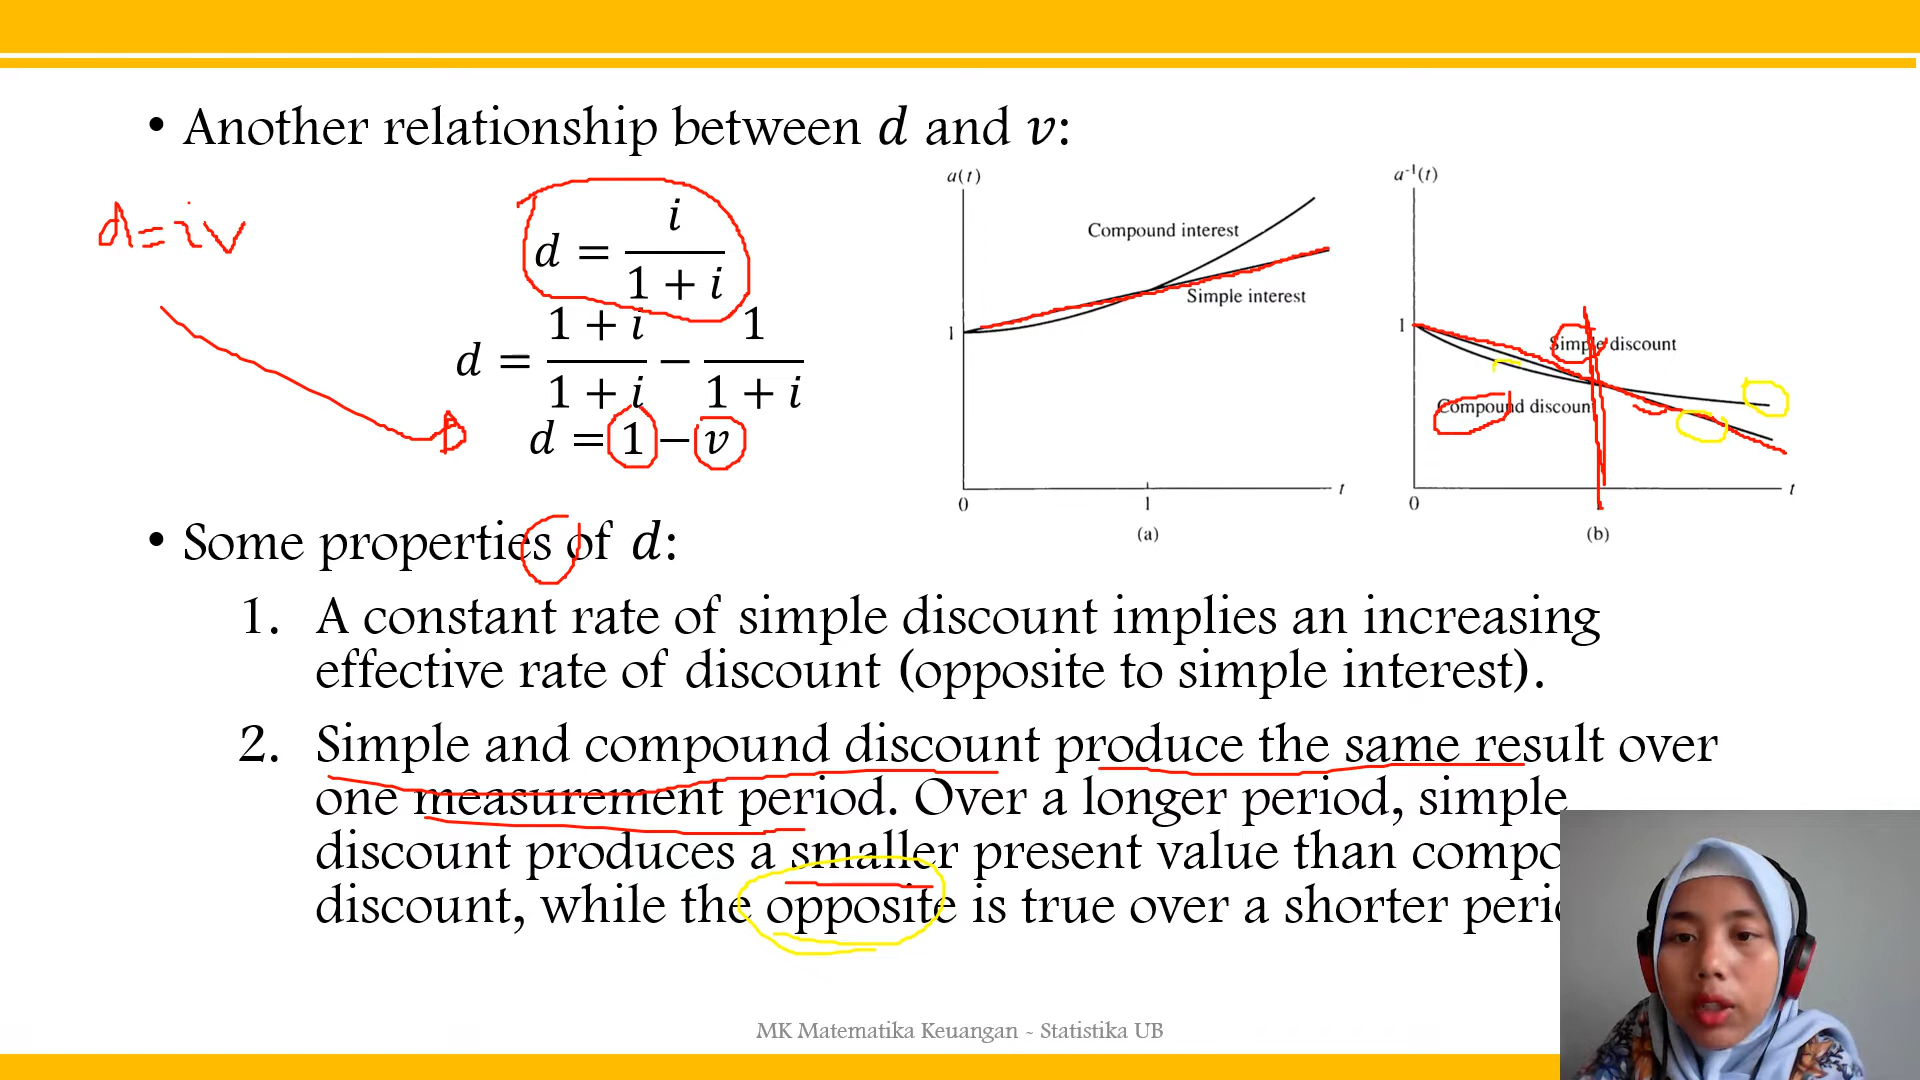 • Another relationship between d and v:
d=iv
d = i / (1 + i)
d = (1 + i) / (1 + i) − 1 / (1 + i)
d = 1 − v
a(t)
Compound interest
Simple interest
1
0
1
t
(a)
a⁻¹(t)
1
Simple discount
Compound discount
0
t
(b)
• Some properties of d:
1. A constant rate of simple discount implies an increasing
effective rate of discount (opposite to simple interest).
2. Simple and compound discount produce the same result over
one measurement period. Over a longer period, simple
discount produces a smaller present value than compo
discount, while the opposite is true over a shorter peri
MK Matematika Keuangan ~ Statistika UB